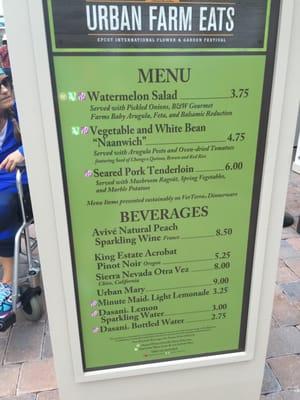 URBAN FARM EATS
EPCOT INTERNATIONAL FLOWER & GARDEN FESTIVAL
MENU
Watermelon Salad 3.75
Served with Pickled Onions, B&W Gourmet
Farms Baby Arugula, Feta, and Balsamic Reduction
Vegetable and White Bean
"Naanwich" 4.75
Served with Arugula Pesto and Oven-dried Tomatoes
Seared Pork Tenderloin 6.00
Served with Mushroom Ragoût, Spring Vegetables,
and Marble Potatoes
Menu Items presented sustainably on VerTerra Dinnerware
BEVERAGES
Avivé Natural Peach
Sparkling Wine France 8.50
King Estate Acrobat
Pinot Noir Oregon 5.25
Sierra Nevada Otra Vez 8.00
Chico, California
Urban Mary 9.00
Minute Maid® Light Lemonade 3.25
Dasani® Lemon
Sparkling Water 3.00
Dasani® Bottled Water 2.75